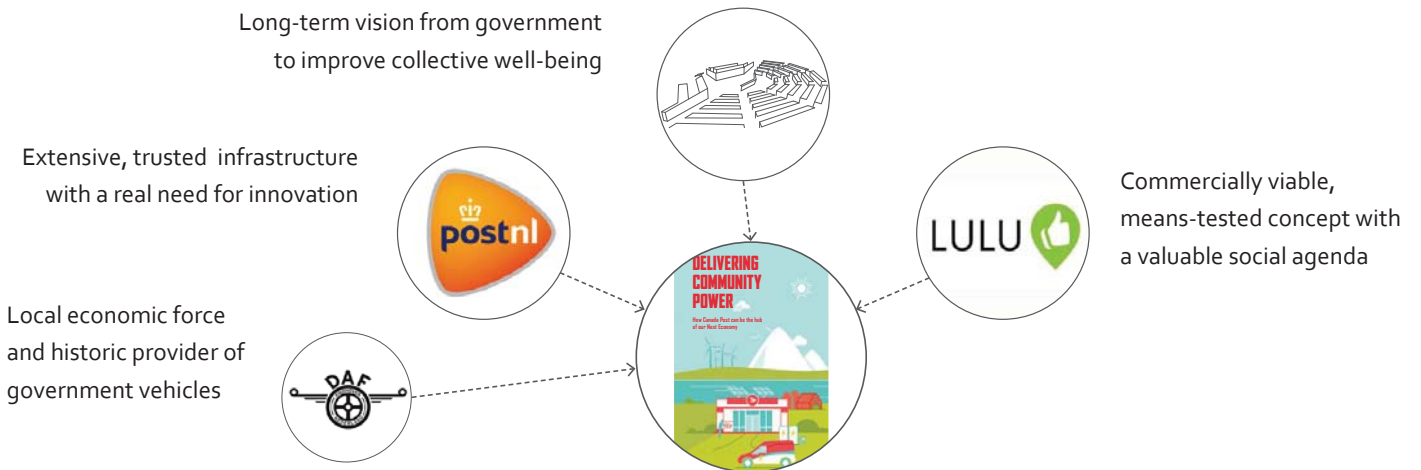 Long-term vision from government
to improve collective well-being
Extensive, trusted infrastructure
with a real need for innovation
postnl
LULU
Commercially viable,
means-tested concept with
a valuable social agenda
DELIVERING
COMMUNITY
POWER
How Canada Post can be the hub
of our Next Economy
Local economic force
and historic provider of
government vehicles
DAF